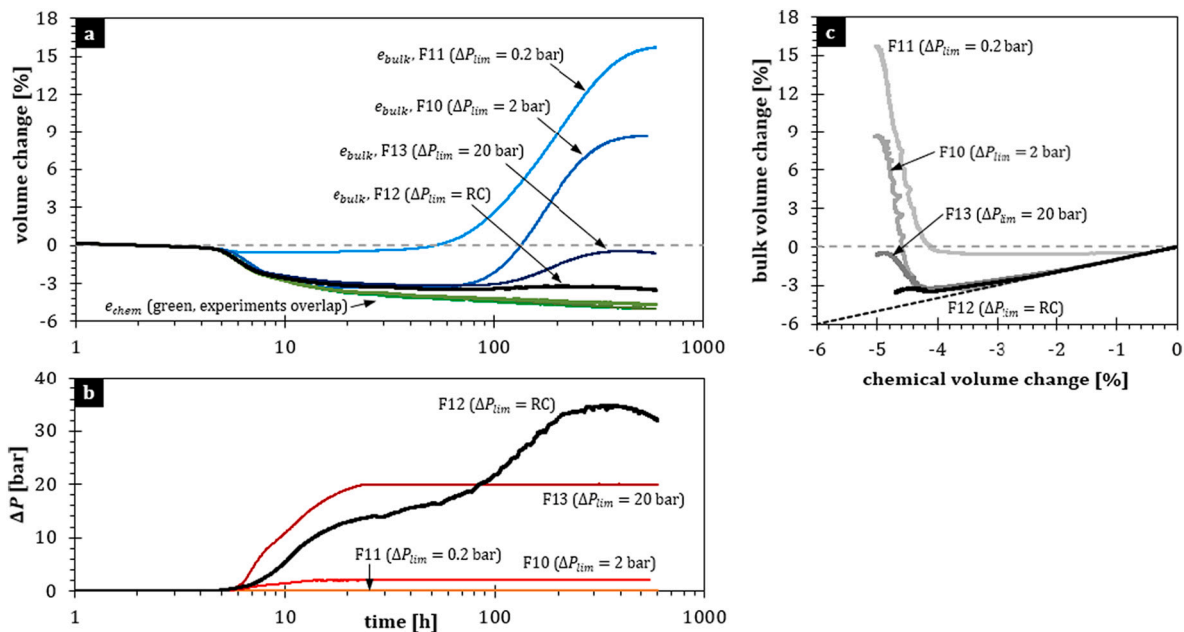 a
volume change [%]
18
15
12
9
6
3
0
-3
-6
e_bulk, F11 (ΔP_lim = 0.2 bar)
e_bulk, F10 (ΔP_lim = 2 bar)
e_bulk, F13 (ΔP_lim = 20 bar)
e_bulk, F12 (ΔP_lim = RC)
e_chem (green, experiments overlap)
1 10 100 1000
b
ΔP [bar]
40
30
20
10
0
F12 (ΔP_lim = RC)
F13 (ΔP_lim = 20 bar)
F11 (ΔP_lim = 0.2 bar)
F10 (ΔP_lim = 2 bar)
1 10 100 1000
time [h]
c
bulk volume change [%]
18
15
12
9
6
3
0
-3
-6
F11 (ΔP_lim = 0.2 bar)
F10 (ΔP_lim = 2 bar)
F13 (ΔP_lim = 20 bar)
F12 (ΔP_lim = RC)
-6 -5 -4 -3 -2 -1 0
chemical volume change [%]